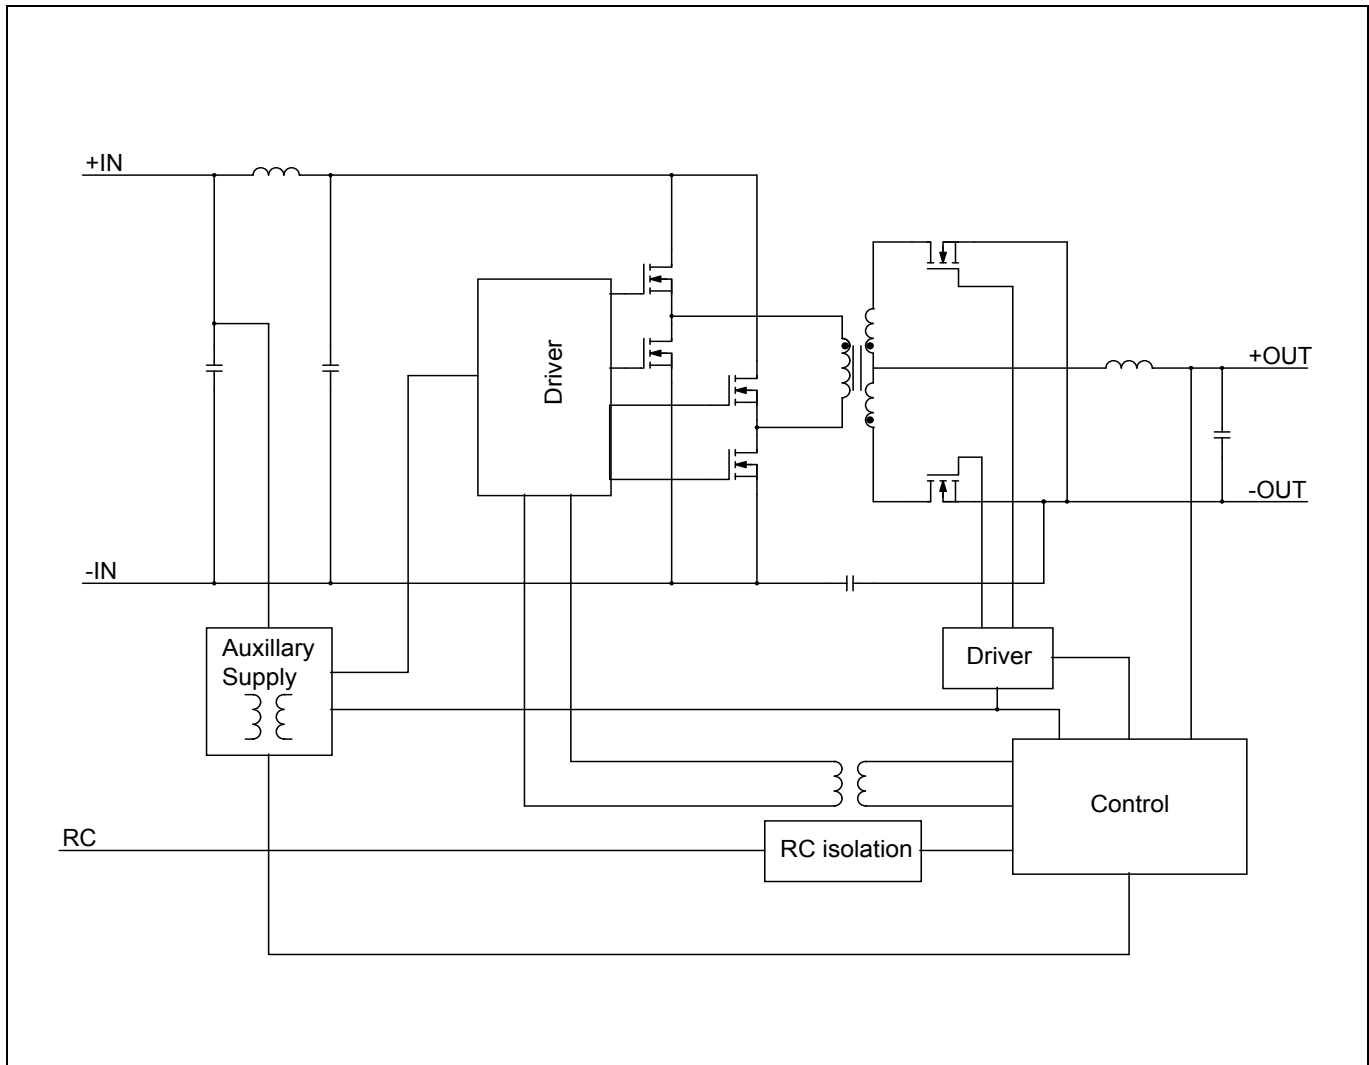 +IN
Driver
+OUT
-OUT
-IN
Auxillary
Supply
Driver
Control
RC
RC isolation